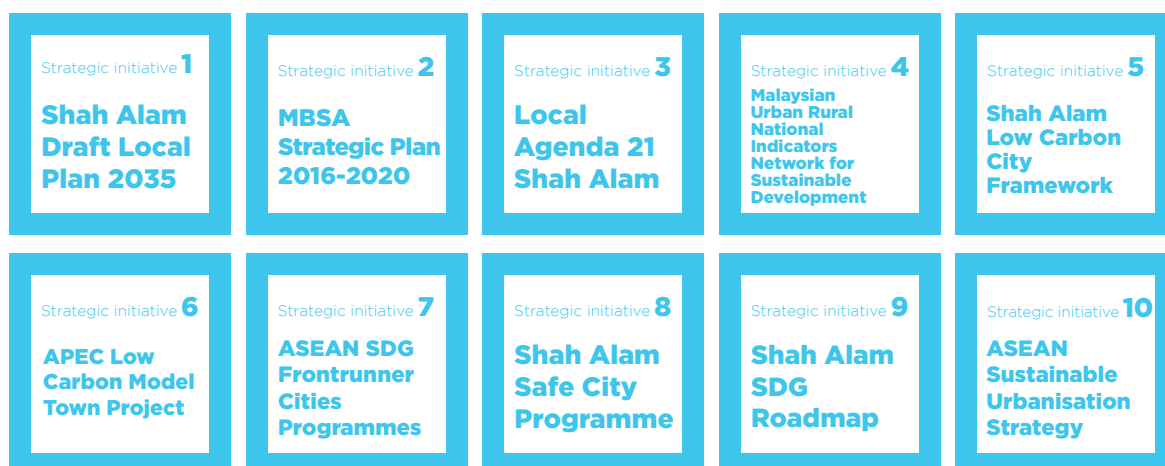 Strategic initiative 1
Shah Alam
Draft Local
Plan 2035
Strategic initiative 2
MBSA
Strategic Plan
2016-2020
Strategic initiative 3
Local
Agenda 21
Shah Alam
Strategic initiative 4
Malaysian
Urban Rural
National
Indicators
Network for
Sustainable
Development
Strategic initiative 5
Shah Alam
Low Carbon
City
Framework
Strategic initiative 6
APEC Low
Carbon Model
Town Project
Strategic initiative 7
ASEAN SDG
Frontrunner
Cities
Programmes
Strategic initiative 8
Shah Alam
Safe City
Programme
Strategic initiative 9
Shah Alam
SDG
Roadmap
Strategic initiative 10
ASEAN
Sustainable
Urbanisation
Strategy